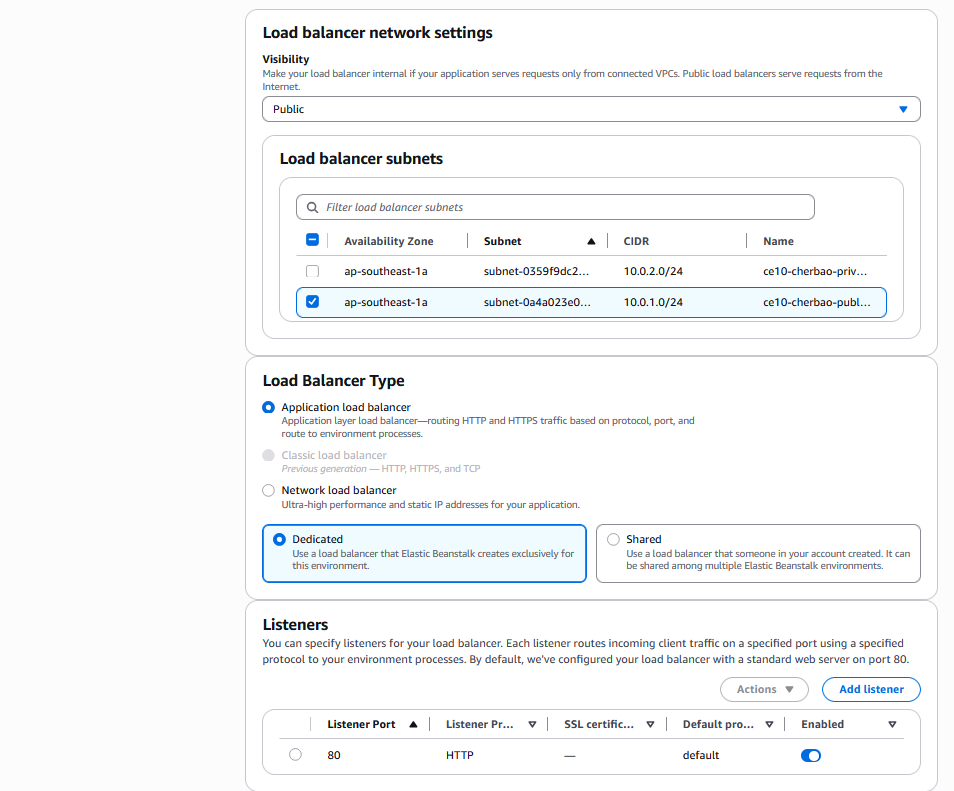 Load balancer network settings
Visibility
Make your load balancer internal if your application serves requests only from connected VPCs. Public load balancers serve requests from the
Internet.
Public
Load balancer subnets
Filter load balancer subnets
Availability Zone Subnet CIDR Name
ap-southeast-1a subnet-0359f9dc2... 10.0.2.0/24 ce10-cherbao-priv...
ap-southeast-1a subnet-0a4a023e0... 10.0.1.0/24 ce10-cherbao-publ...
Load Balancer Type
Application load balancer
Application layer load balancer—routing HTTP and HTTPS traffic based on protocol, port, and
route to environment processes.
Classic load balancer
Previous generation — HTTP, HTTPS, and TCP
Network load balancer
Ultra-high performance and static IP addresses for your application.
Dedicated
Use a load balancer that Elastic Beanstalk creates exclusively for
this environment.
Shared
Use a load balancer that someone in your account created. It can
be shared among multiple Elastic Beanstalk environments.
Listeners
You can specify listeners for your load balancer. Each listener routes incoming client traffic on a specified port using a specified
protocol to your environment processes. By default, we've configured your load balancer with a standard web server on port 80.
Actions Add listener
Listener Port Listener Pr... SSL certific... Default pro... Enabled
80 HTTP — default